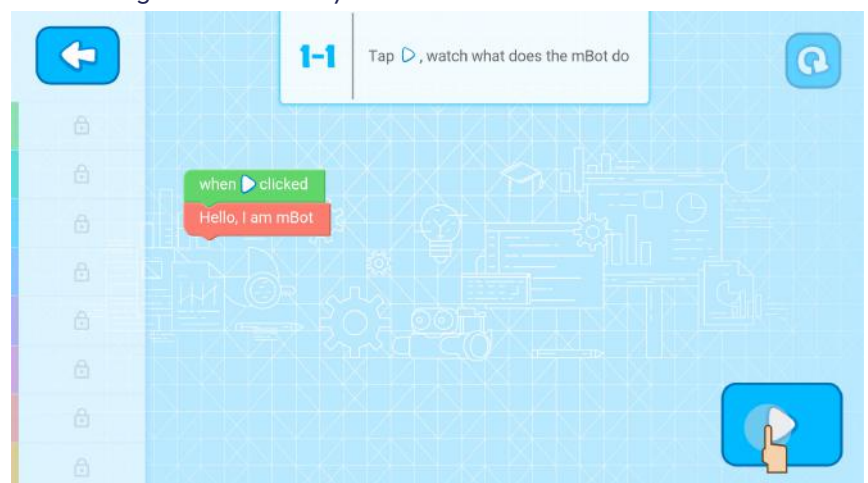 1-1
Tap , watch what does the mBot do
when clicked
Hello, I am mBot